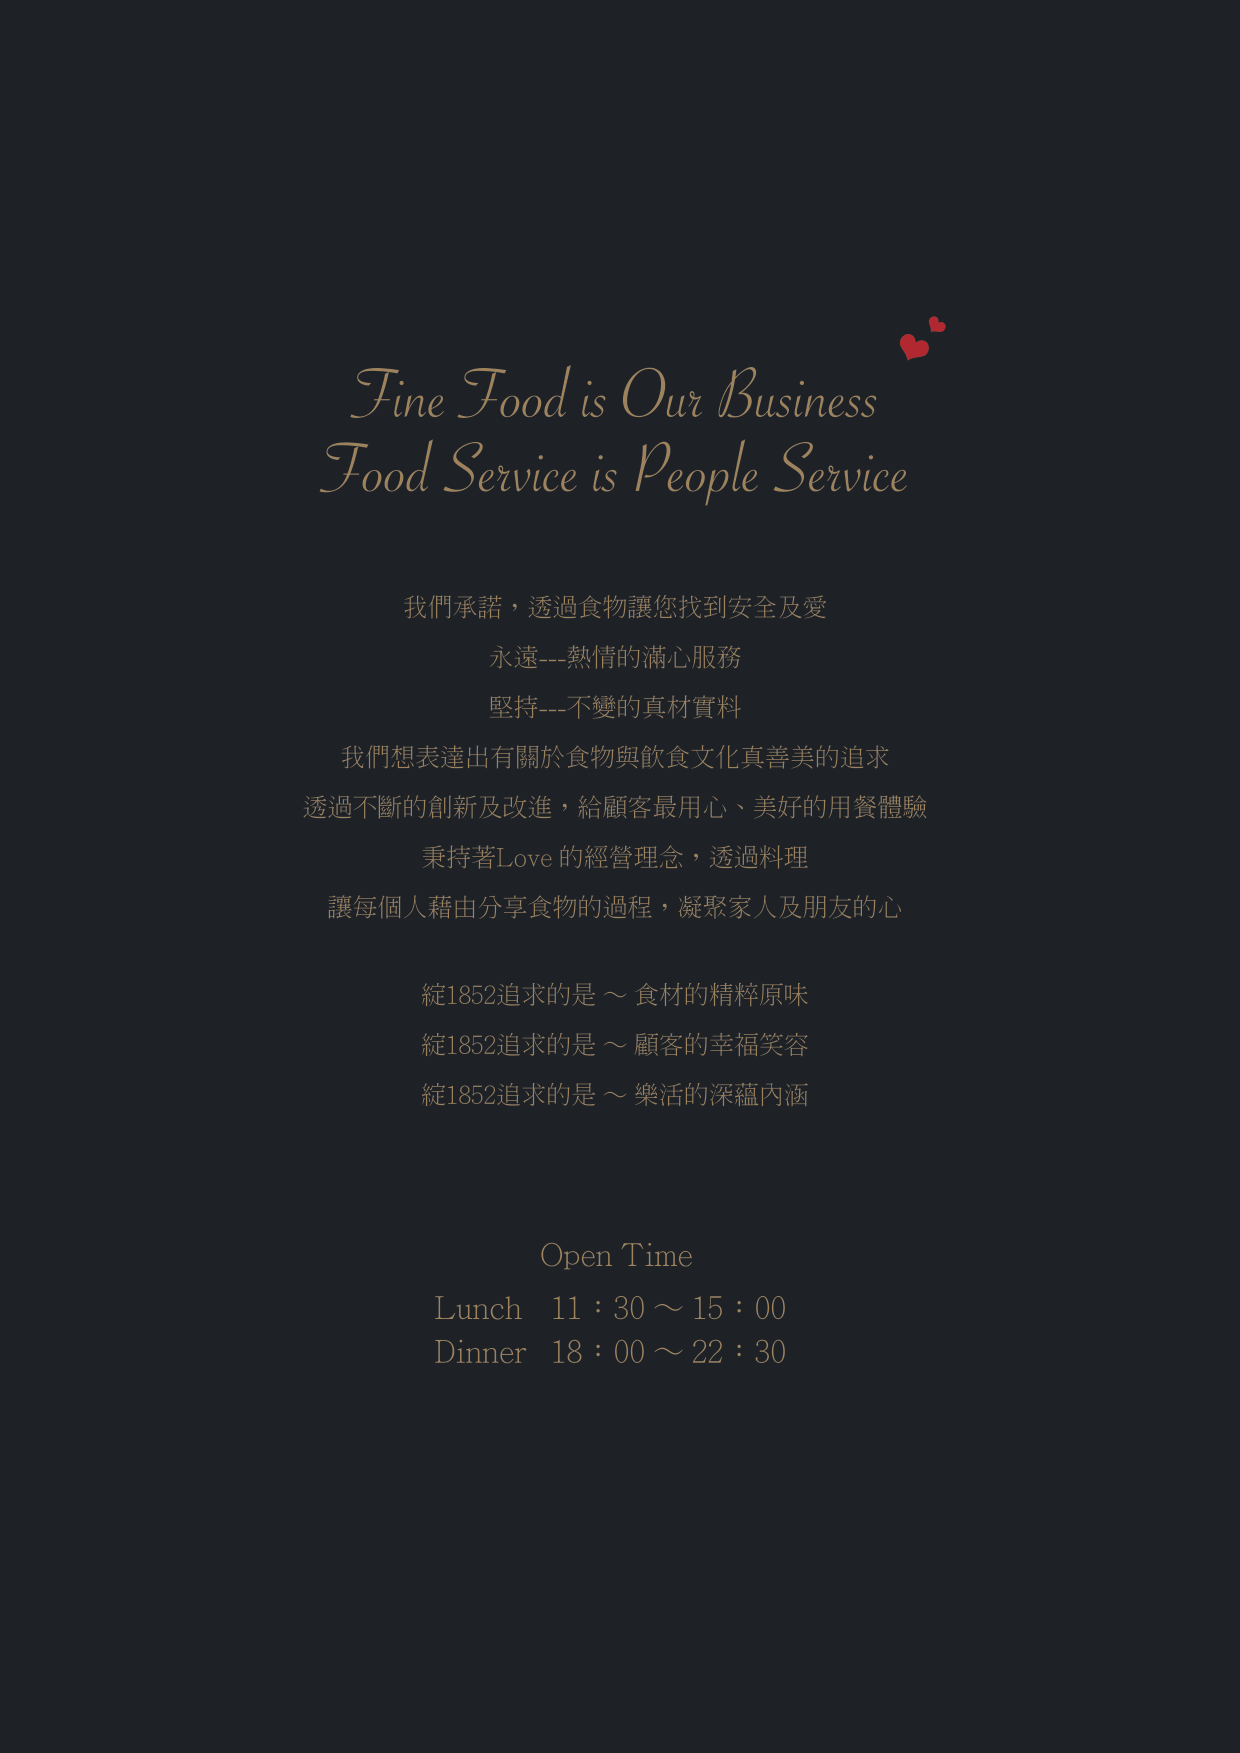 Fine Food is Our Business
Food Service is People Service
我們承諾，透過食物讓您找到安全及愛
永遠---熱情的滿心服務
堅持---不變的真材實料
我們想表達出有關於食物與飲食文化真善美的追求
透過不斷的創新及改進，給顧客最用心、美好的用餐體驗
秉持著Love 的經營理念，透過料理
讓每個人藉由分享食物的過程，凝聚家人及朋友的心
綻1852追求的是 ～ 食材的精粹原味
綻1852追求的是 ～ 顧客的幸福笑容
綻1852追求的是 ～ 樂活的深蘊內涵
Open Time
Lunch 11：30 ～ 15：00
Dinner 18：00 ～ 22：30